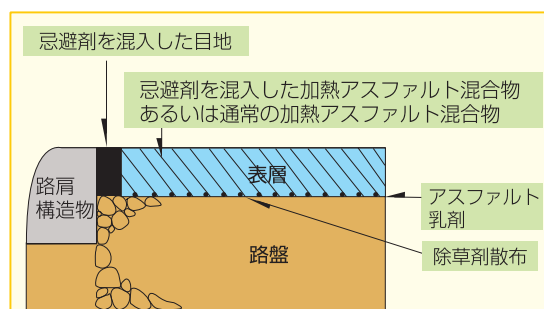 忌避剤を混入した目地
忌避剤を混入した加熱アスファルト混合物
あるいは通常の加熱アスファルト混合物
路肩
構造物
表層
アスファルト
乳剤
路盤
除草剤散布